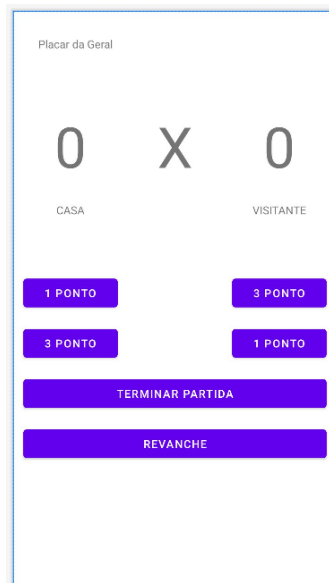 Placar da Geral
0 X 0
CASA VISITANTE
1 PONTO 3 PONTO
3 PONTO 1 PONTO
TERMINAR PARTIDA
REVANCHE